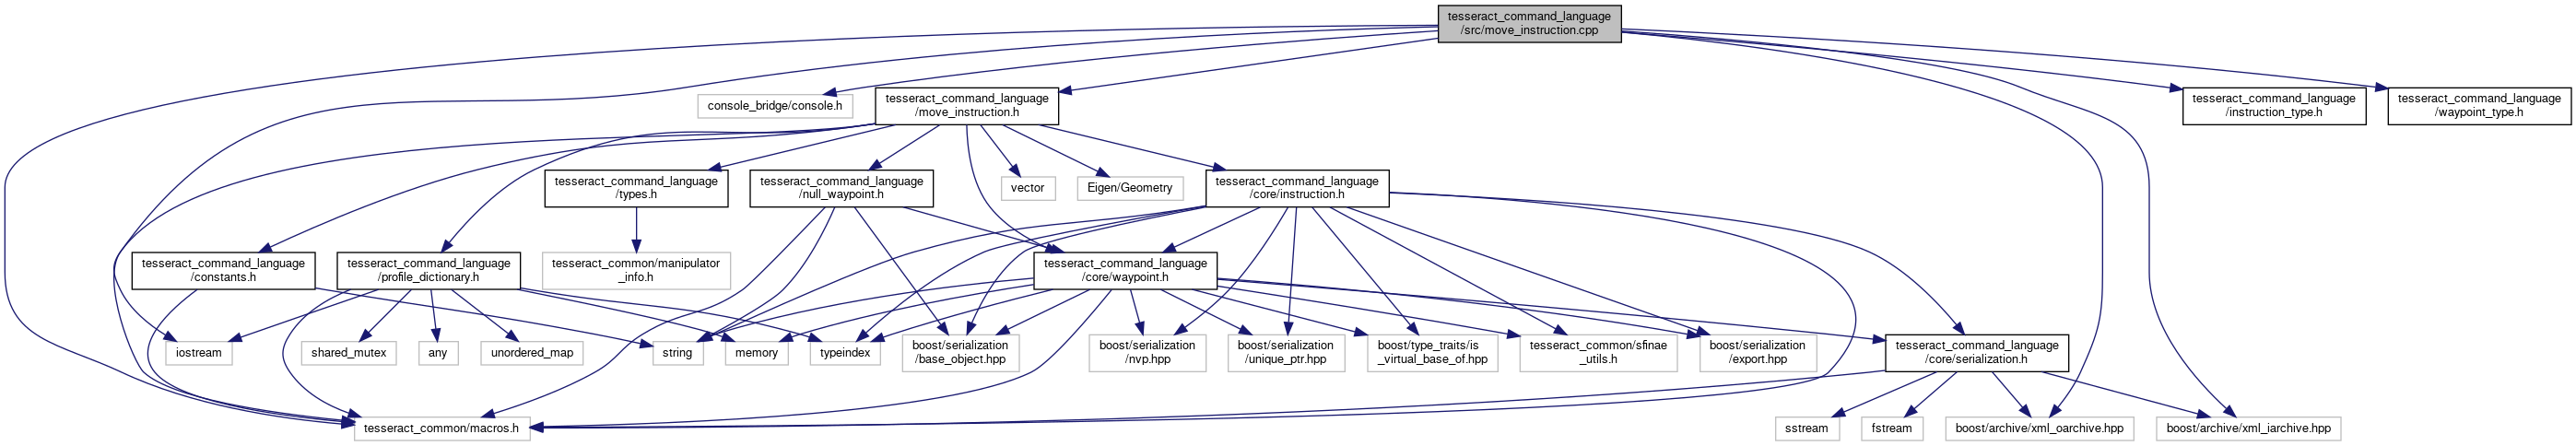 tesseract_command_language
/src/move_instruction.cpp
console_bridge/console.h
tesseract_command_language
/move_instruction.h
tesseract_command_language
/instruction_type.h
tesseract_command_language
/waypoint_type.h
tesseract_command_language
/types.h
tesseract_command_language
/null_waypoint.h
vector
Eigen/Geometry
tesseract_command_language
/core/instruction.h
tesseract_command_language
/constants.h
tesseract_command_language
/profile_dictionary.h
tesseract_common/manipulator
_info.h
tesseract_command_language
/core/waypoint.h
iostream
shared_mutex
any
unordered_map
string
memory
typeindex
boost/serialization
/base_object.hpp
boost/serialization
/nvp.hpp
boost/serialization
/unique_ptr.hpp
boost/type_traits/is
_virtual_base_of.hpp
tesseract_common/sfinae
_utils.h
boost/serialization
/export.hpp
tesseract_command_language
/core/serialization.h
tesseract_common/macros.h
sstream
fstream
boost/archive/xml_oarchive.hpp
boost/archive/xml_iarchive.hpp